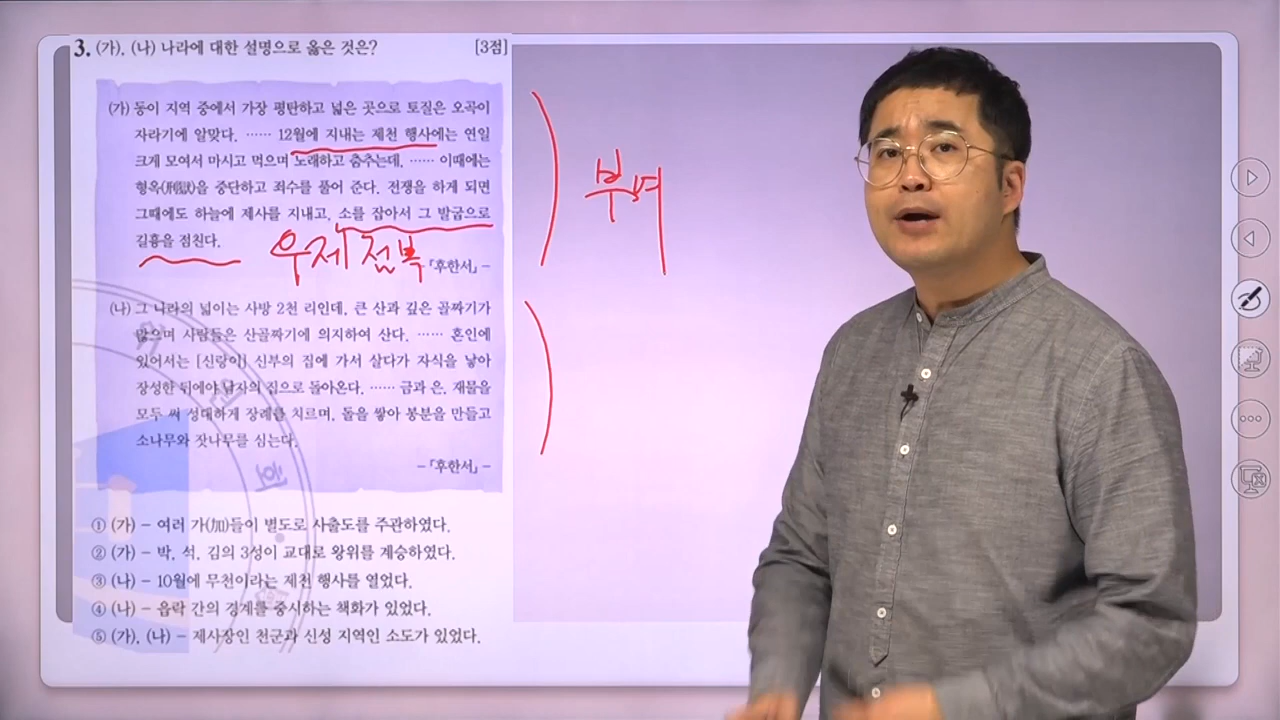 3. (가), (나) 나라에 대한 설명으로 옳은 것은? [3점]
(가) 동이 지역 중에서 가장 평탄하고 넓은 곳으로 토질은 오곡이
자라기에 알맞다. …… 12월에 지내는 제천 행사에는 연일
크게 모여서 마시고 먹으며 노래하고 춤추는데, …… 이때에는
형옥(刑獄)을 중단하고 죄수를 풀어 준다. 전쟁을 하게 되면
그때에도 하늘에 제사를 지내고, 소를 잡아서 그 발굽으로
길흉을 점친다.
우제점복
-「후한서」-
부여
(나) 그 나라의 넓이는 사방 2천 리인데, 큰 산과 깊은 골짜기가
많으며 사람들은 산골짜기에 의지하여 산다. …… 혼인에
있어서는 [신랑이] 신부의 집에 가서 살다가 자식을 낳아
장성한 뒤에야 남자의 집으로 돌아온다. …… 금과 은, 재물을
모두 써 성대하게 장례를 치르며, 돌을 쌓아 봉분을 만들고
소나무와 잣나무를 심는다.
-「후한서」-
① (가) - 여러 가(加)들이 별도로 사출도를 주관하였다.
② (가) - 박, 석, 김의 3성이 교대로 왕위를 계승하였다.
③ (나) - 10월에 무천이라는 제천 행사를 열었다.
④ (나) - 읍락 간의 경계를 중시하는 책화가 있었다.
⑤ (가), (나) - 제사장인 천군과 신성 지역인 소도가 있었다.